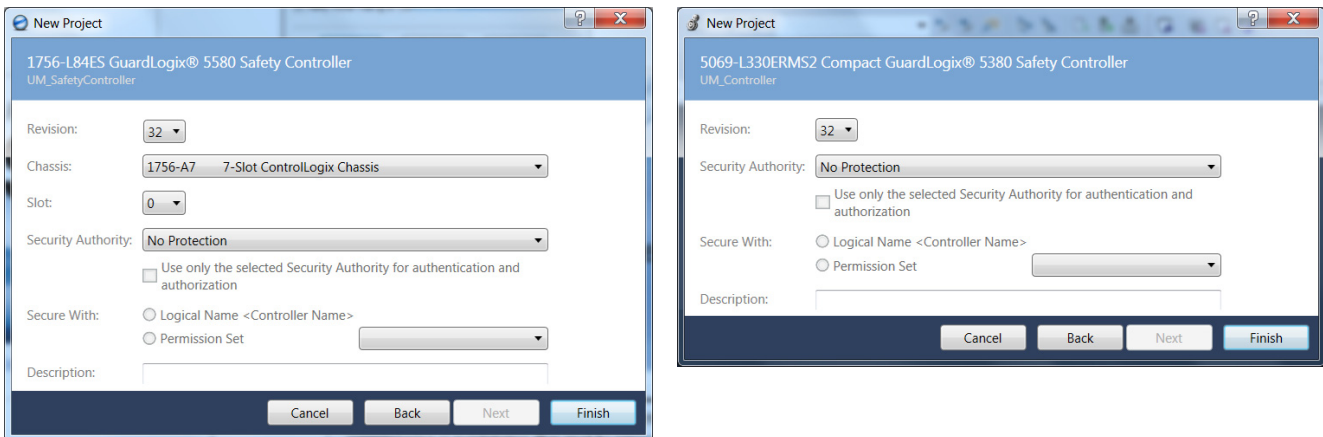 New Project
1756-L84ES GuardLogix® 5580 Safety Controller
UM_SafetyController
Revision: 32
Chassis: 1756-A7 7-Slot ControlLogix Chassis
Slot: 0
Security Authority: No Protection
Use only the selected Security Authority for authentication and
authorization
Secure With: Logical Name <Controller Name>
Permission Set
Description:
Cancel Back Next Finish
New Project
5069-L330ERMS2 Compact GuardLogix® 5380 Safety Controller
UM_Controller
Revision: 32
Security Authority: No Protection
Use only the selected Security Authority for authentication and
authorization
Secure With: Logical Name <Controller Name>
Permission Set
Description:
Cancel Back Next Finish